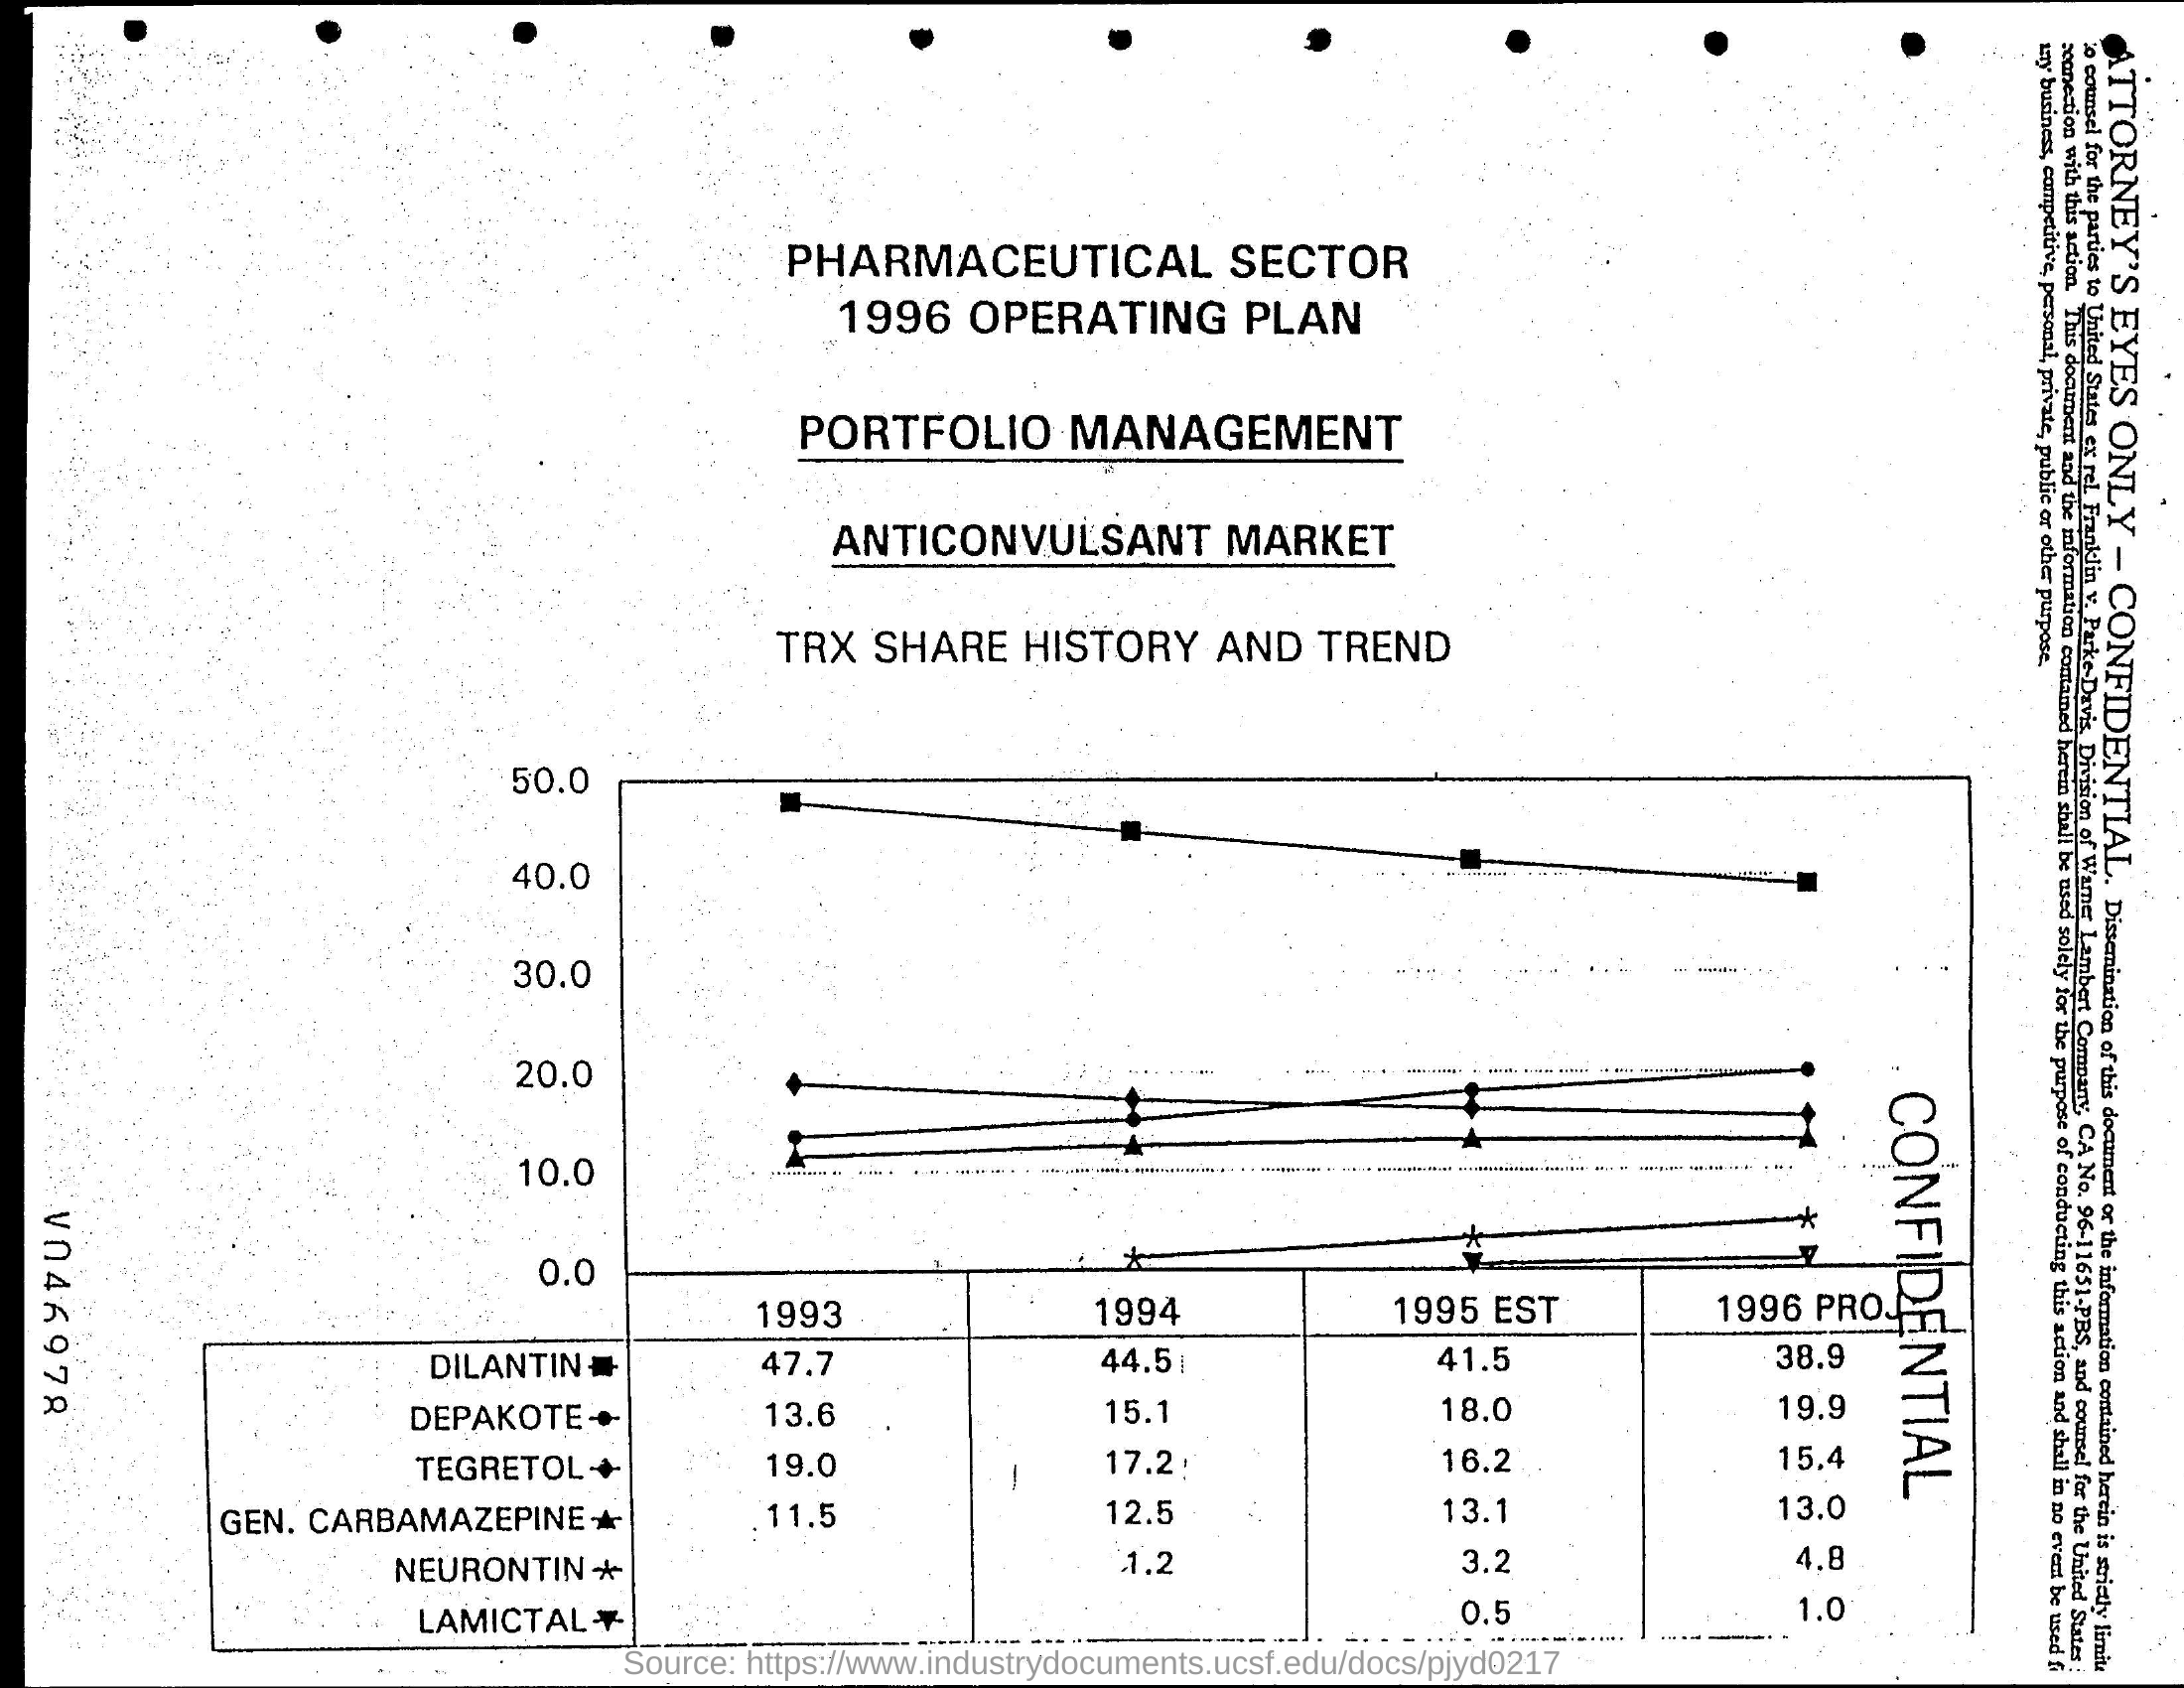 PHARMACEUTICAL SECTOR
1996 OPERATING PLAN
PORTFOLIO MANAGEMENT
ANTICONVULSANT MARKET
TRX SHARE HISTORY AND TREND
50.0
40.0
30.0
20.0
10.0
0.0
1993 1994 1995 EST 1996 PROJ
DILANTIN 47.7 44.5 41.5 38.9
DEPAKOTE 13.6 15.1 18.0 19.9
TEGRETOL 19.0 17.2 16.2 15.4
GEN. CARBAMAZEPINE 11.5 12.5 13.1 13.0
NEURONTIN 1.2 3.2 4.8
LAMICTAL 0.5 1.0
CONFIDENTIAL
ATTORNEY'S EYES ONLY – CONFIDENTIAL. Dissemination of this document or the information contained herein is strictly
to counsel for the parties to United States ex rel. Franklin v. Parke-Davis, Division of Warner Lambert Company, CA No. 96-11651-PBS, and counsel for the United States
connection with this action. This document and the information contained herein shall be used solely for the purpose of conducting this action and shall in no event be used
any business, competitive, personal, private, public or other purpose.
V046978
Source: https://www.industrydocuments.ucsf.edu/docs/pjyd0217